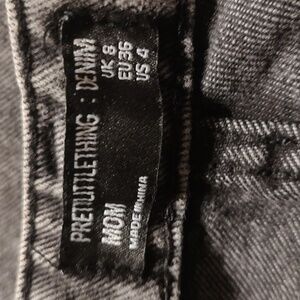 PRETTYLITTLETHING : DENIM
MOM
MADE IN CHINA
UK 8
EU 36
US 4